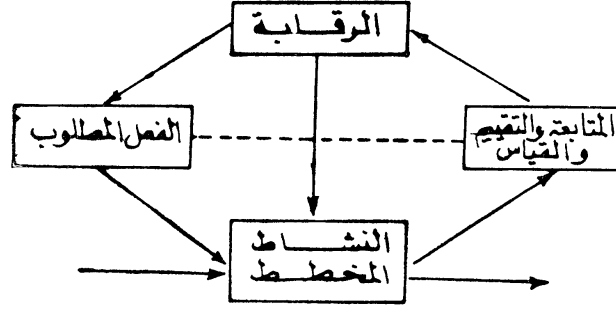 الرقابة
المتابعة والتقييم
والقياس
الفعل المطلوب
النشاط
المخطط